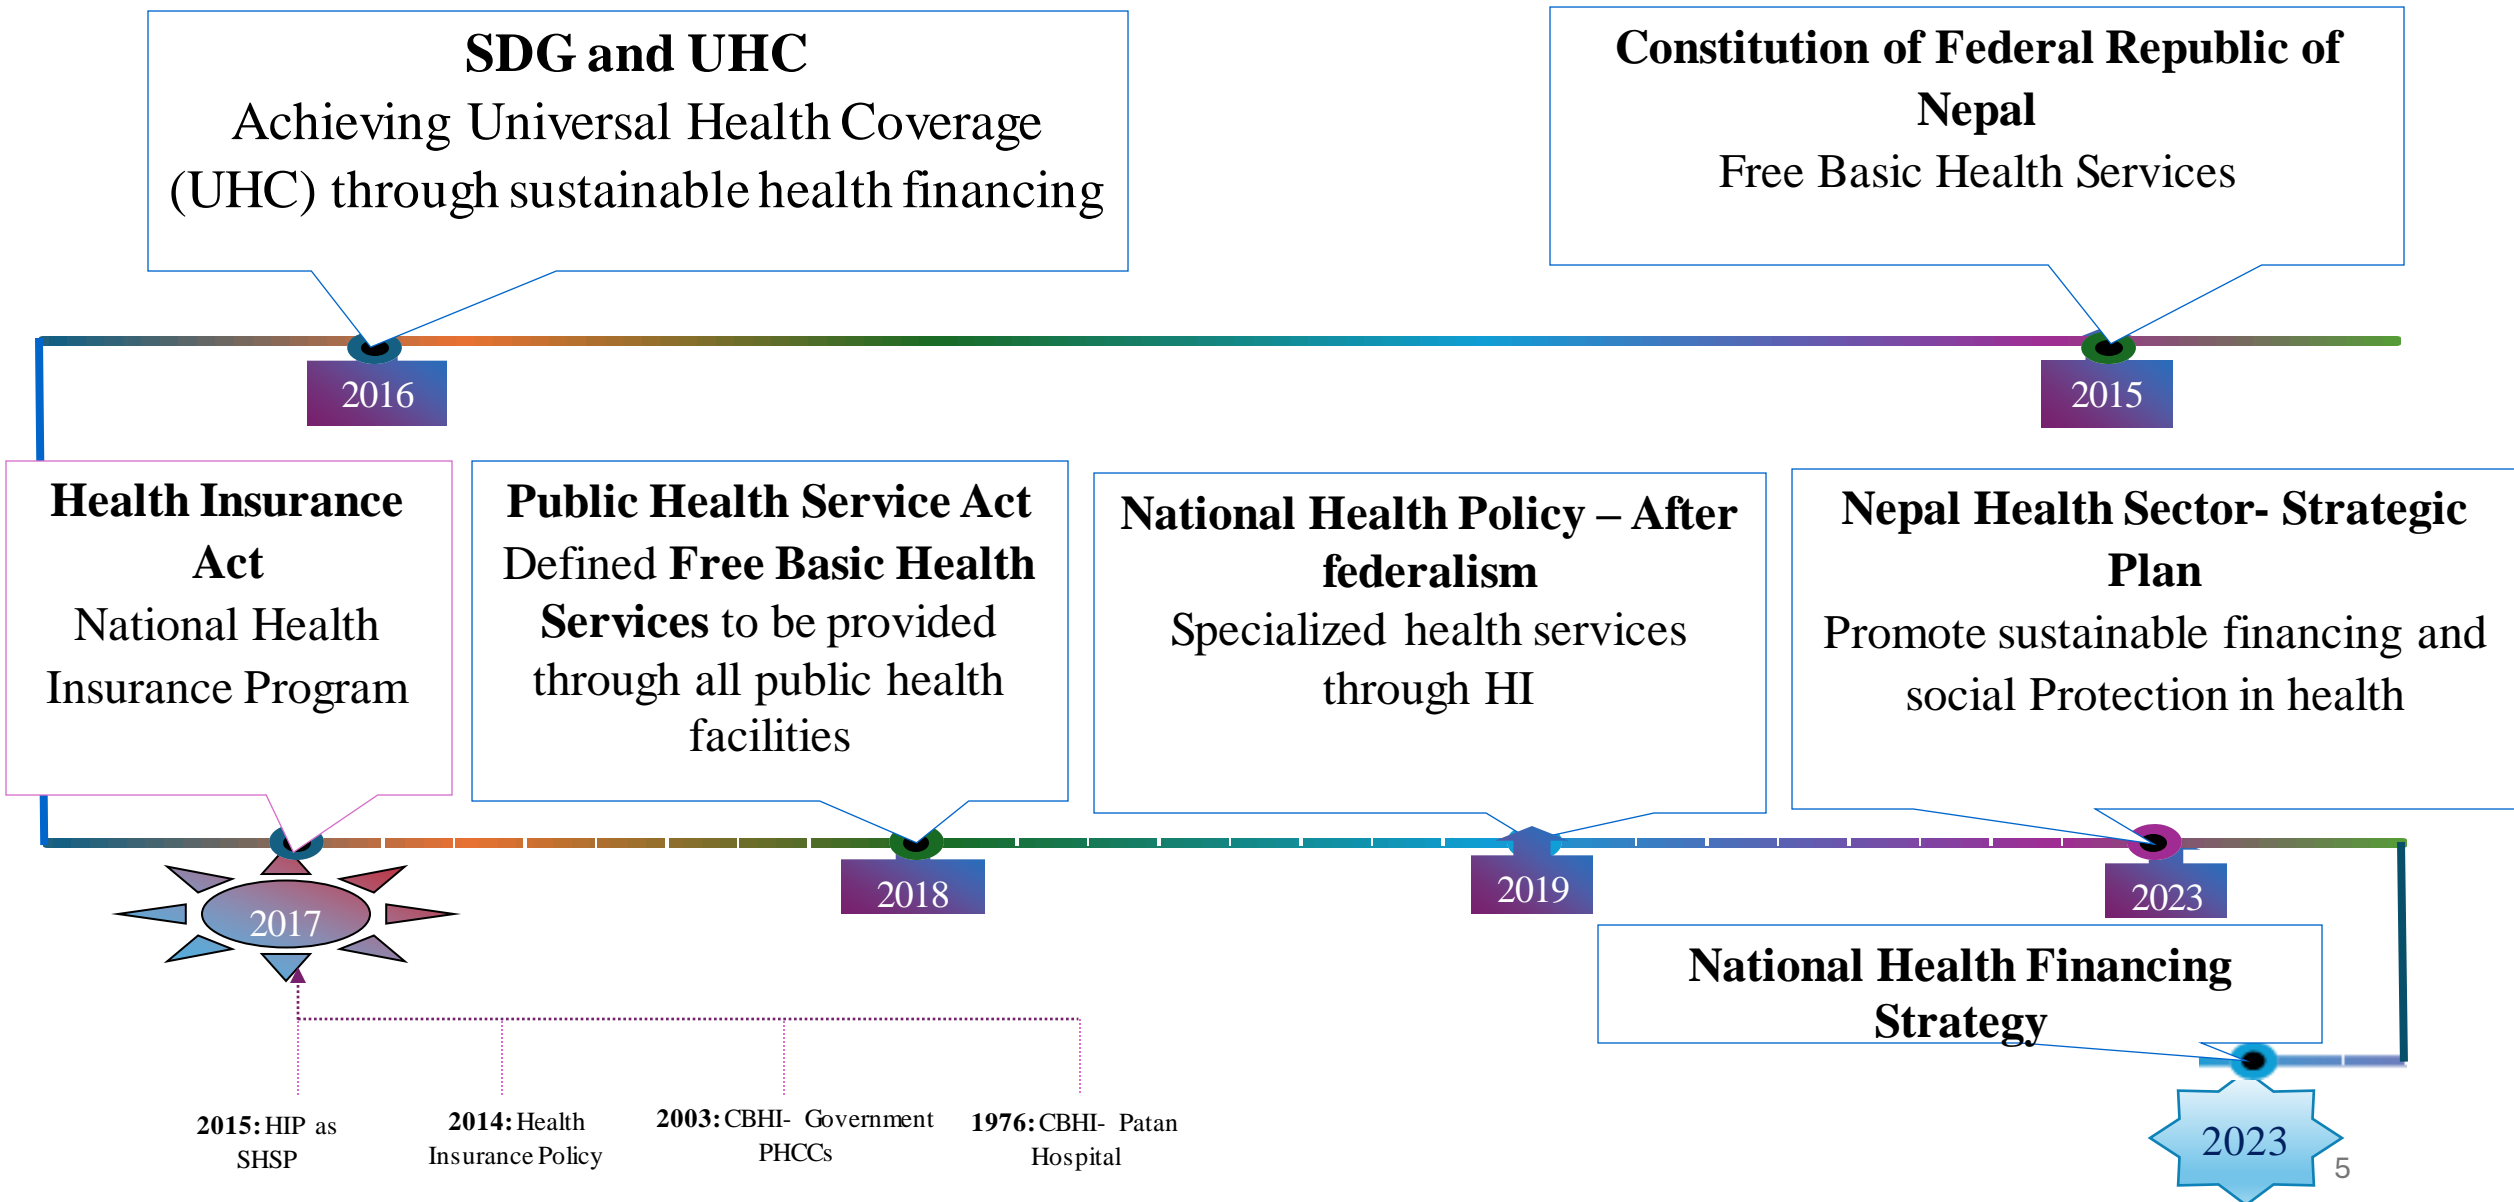 SDG and UHC
Achieving Universal Health Coverage
(UHC) through sustainable health financing
2016
Constitution of Federal Republic of
Nepal
Free Basic Health Services
2015
Health Insurance
Act
National Health
Insurance Program
2017
Public Health Service Act
Defined Free Basic Health
Services to be provided
through all public health
facilities
2018
National Health Policy – After
federalism
Specialized health services
through HI
2019
Nepal Health Sector- Strategic
Plan
Promote sustainable financing and
social Protection in health
2023
National Health Financing
Strategy
2023
2015: HIP as
SHSP
2014: Health
Insurance Policy
2003: CBHI- Government
PHCCs
1976: CBHI- Patan
Hospital
5